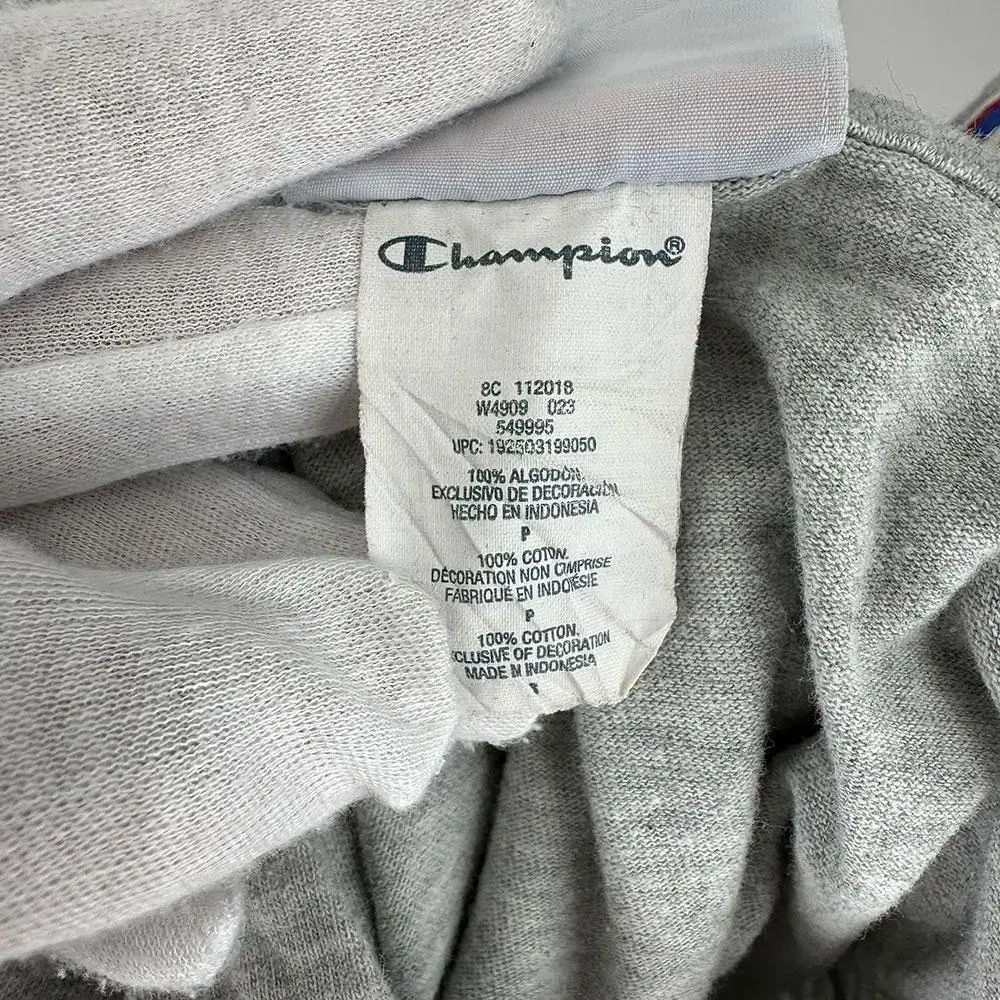 Champion®
8C 112018
W4909 023
549995
UPC: 192503199050
100% ALGODÓN,
EXCLUSIVO DE DECORACIÓN
HECHO EN INDONESIA
P
100% COTON.
DÉCORATION NON COMPRISE
FABRIQUÉ EN INDONÉSIE
P
100% COTTON,
CLUSIVE OF DECORATION
MADE IN INDONESIA